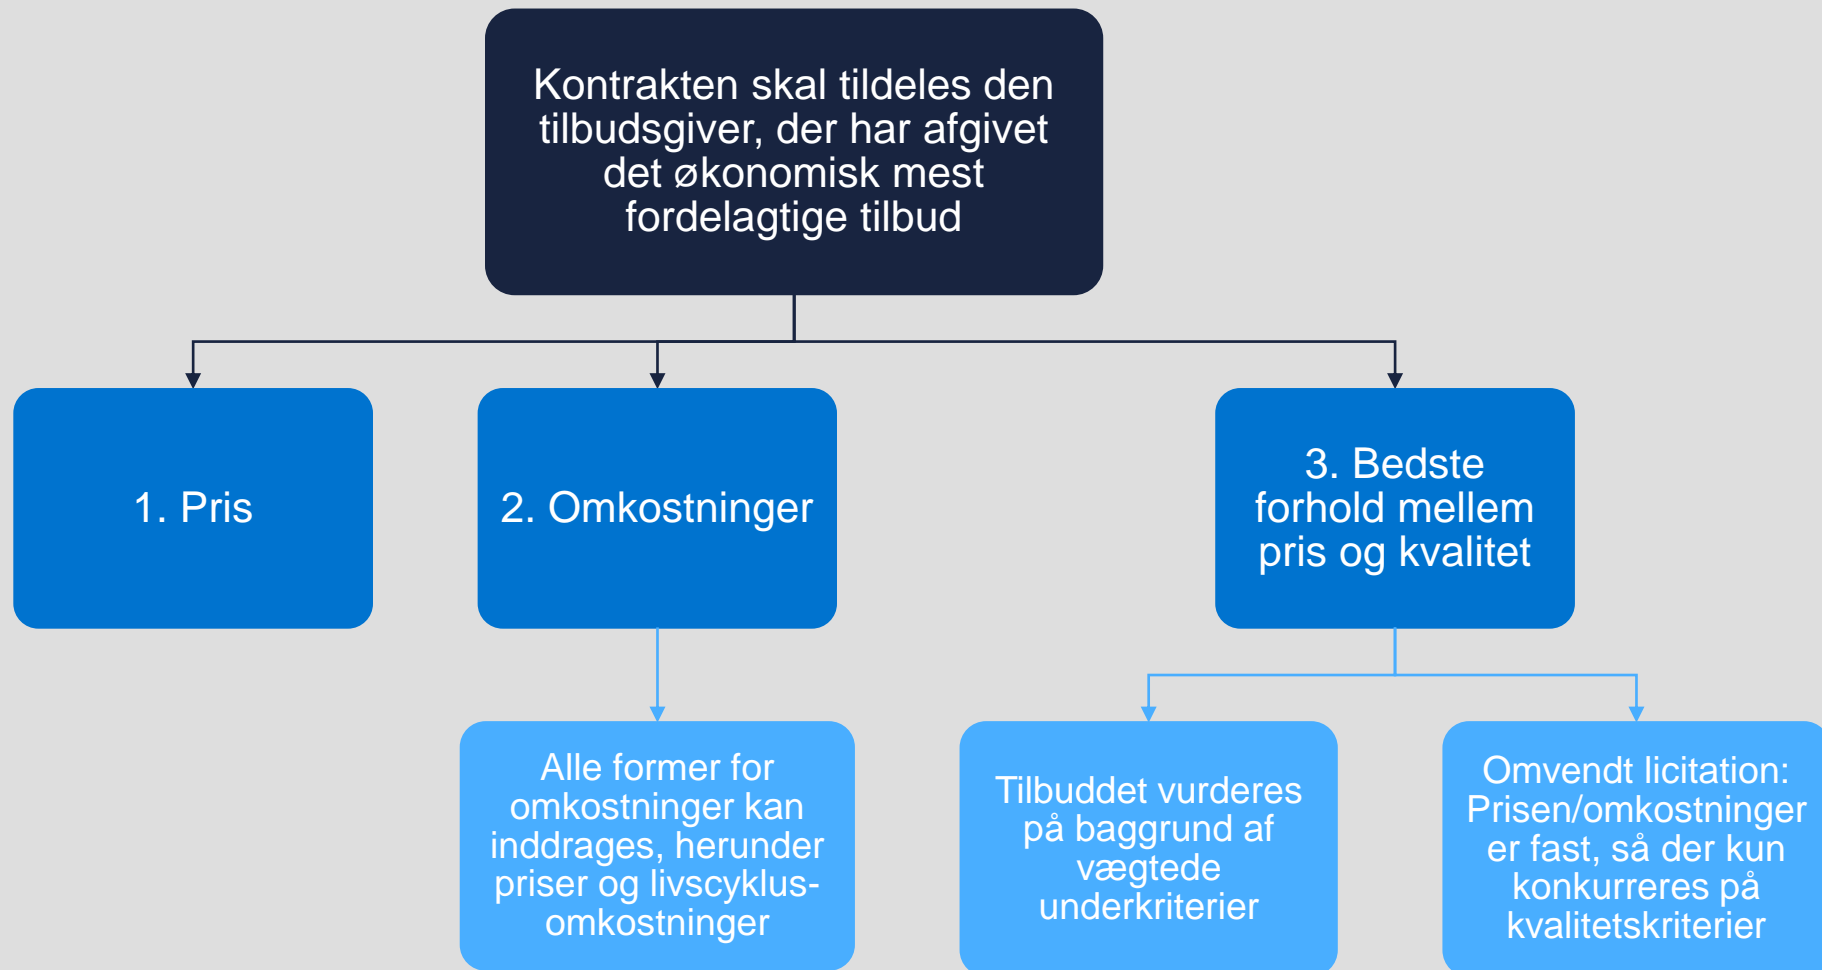 Kontrakten skal tildeles den
tilbudsgiver, der har afgivet
det økonomisk mest
fordelagtige tilbud
1. Pris
2. Omkostninger
3. Bedste
forhold mellem
pris og kvalitet
Alle former for
omkostninger kan
inddrages, herunder
priser og livscyklus-
omkostninger
Tilbuddet vurderes
på baggrund af
vægtede
underkriterier
Omvendt licitation:
Prisen/omkostninger
er fast, så der kun
konkurreres på
kvalitetskriterier